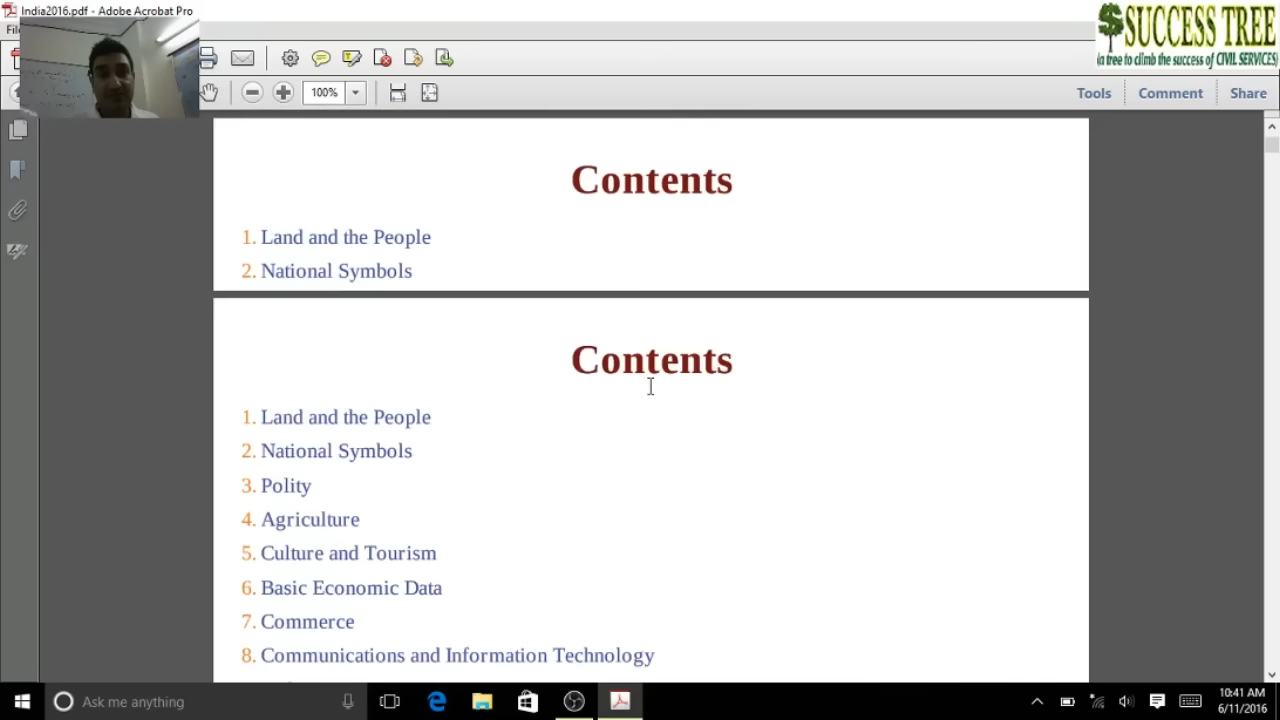 India2016.pdf - Adobe Acrobat Pro
SUCCESS TREE
(a tree to climb the success of CIVIL SERVICES)
100%
Tools
Comment
Share
Contents
1. Land and the People
2. National Symbols
Contents
1. Land and the People
2. National Symbols
3. Polity
4. Agriculture
5. Culture and Tourism
6. Basic Economic Data
7. Commerce
8. Communications and Information Technology
Ask me anything
10:41 AM
6/11/2016